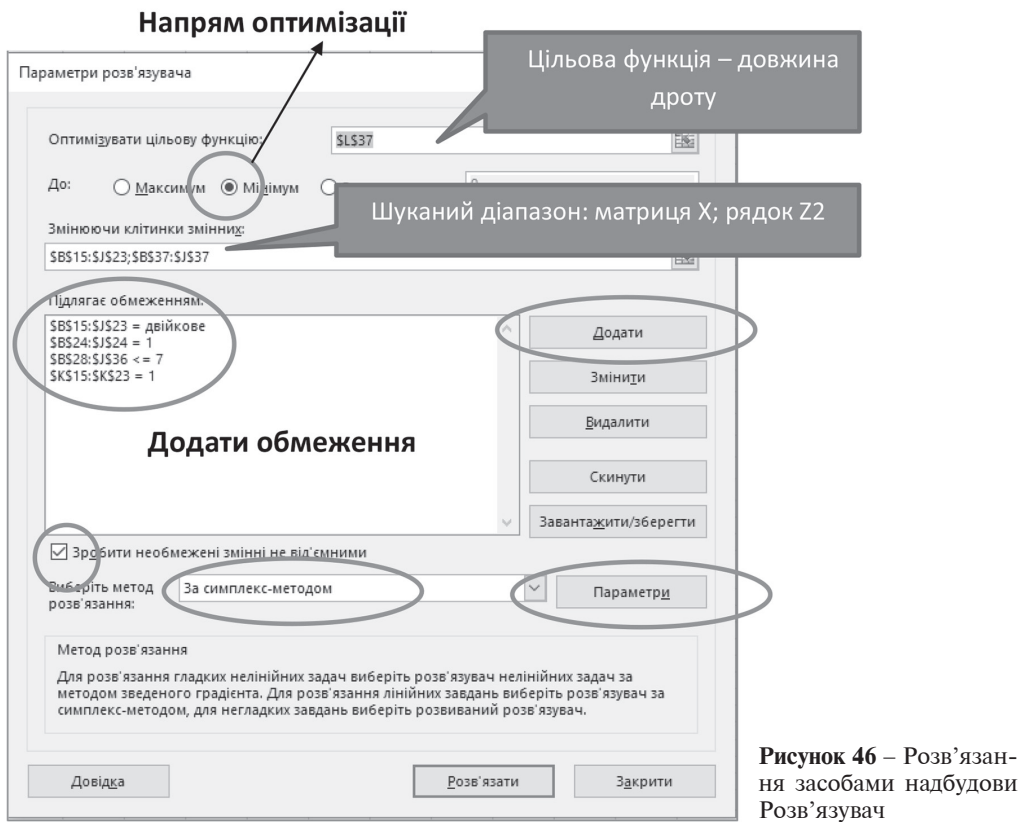 Напрям оптимізації
Параметри розв'язувача
Цільова функція – довжина
дроту
Оптимізувати цільову функцію:
$L$37
До:
Максимум
Мінімум
Шуканий діапазон: матриця X; рядок Z2
Змінюючи клітинки змінних:
$B$15:$J$23;$B$37:$J$37
Підлягає обмеженням:
$B$15:$J$23 = двійкове
$B$24:$J$24 = 1
$B$28:$J$36 <= 7
$K$15:$K$23 = 1
Додати
Змінити
Видалити
Додати обмеження
Скинути
Завантажити/зберегти
Зробити необмежені змінні не від'ємними
Виберіть метод
розв'язання:
За симплекс-методом
Параметри
Метод розв'язання
Для розв'язання гладких нелінійних задач виберіть розв'язувач нелінійних задач за
методом зведеного градієнта. Для розв'язання лінійних завдань виберіть розв'язувач за
симплекс-методом, для негладких завдань виберіть розвиваний розв'язувач.
Довідка
Розв'язати
Закрити
Рисунок 46 – Розв’язан-
ня засобами надбудови
Розв’язувач